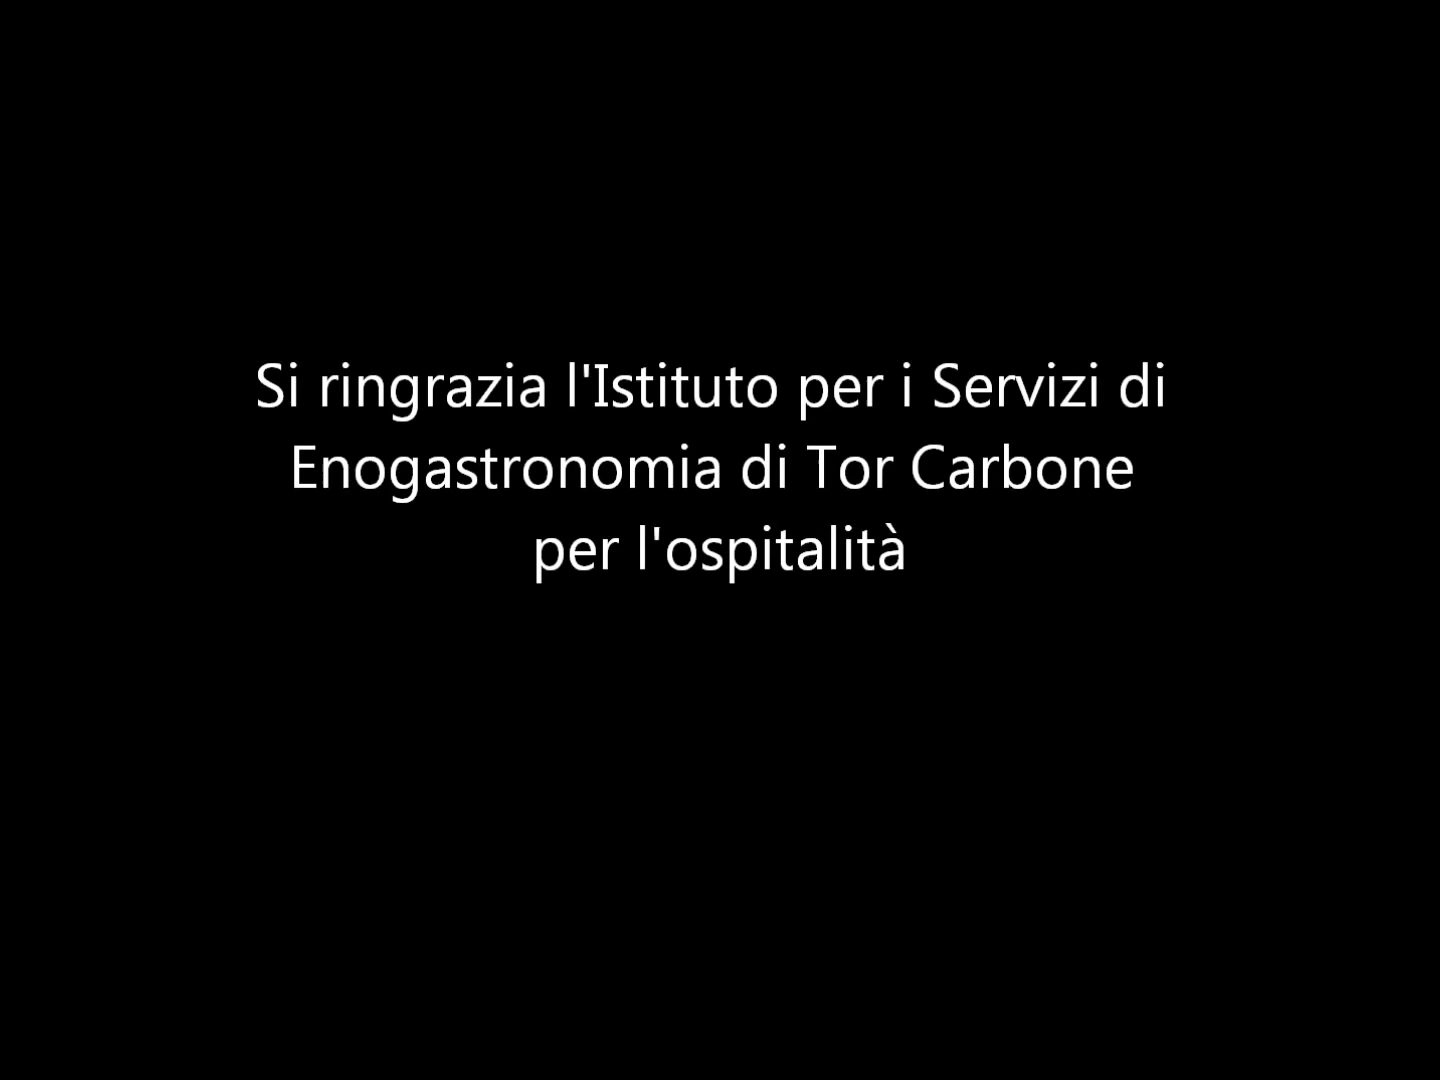 Si ringrazia l'Istituto per i Servizi di
Enogastronomia di Tor Carbone
per l'ospitalità